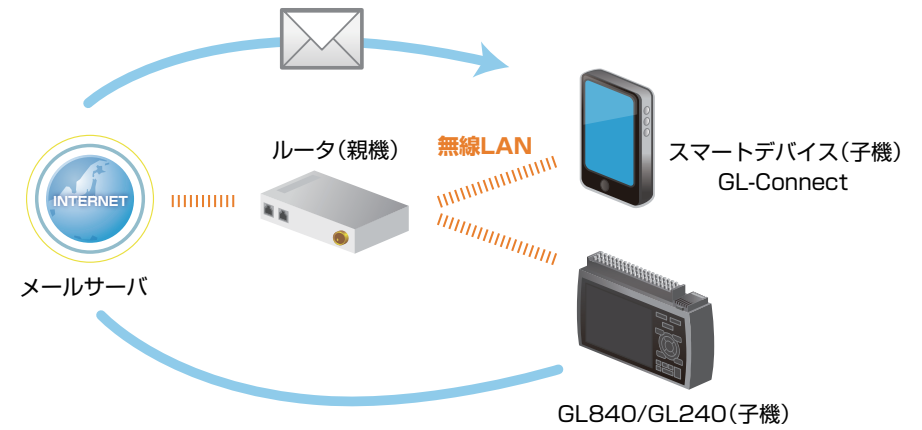 ルータ(親機)
無線LAN
スマートデバイス(子機)
GL-Connect
INTERNET
メールサーバ
GL840/GL240(子機)